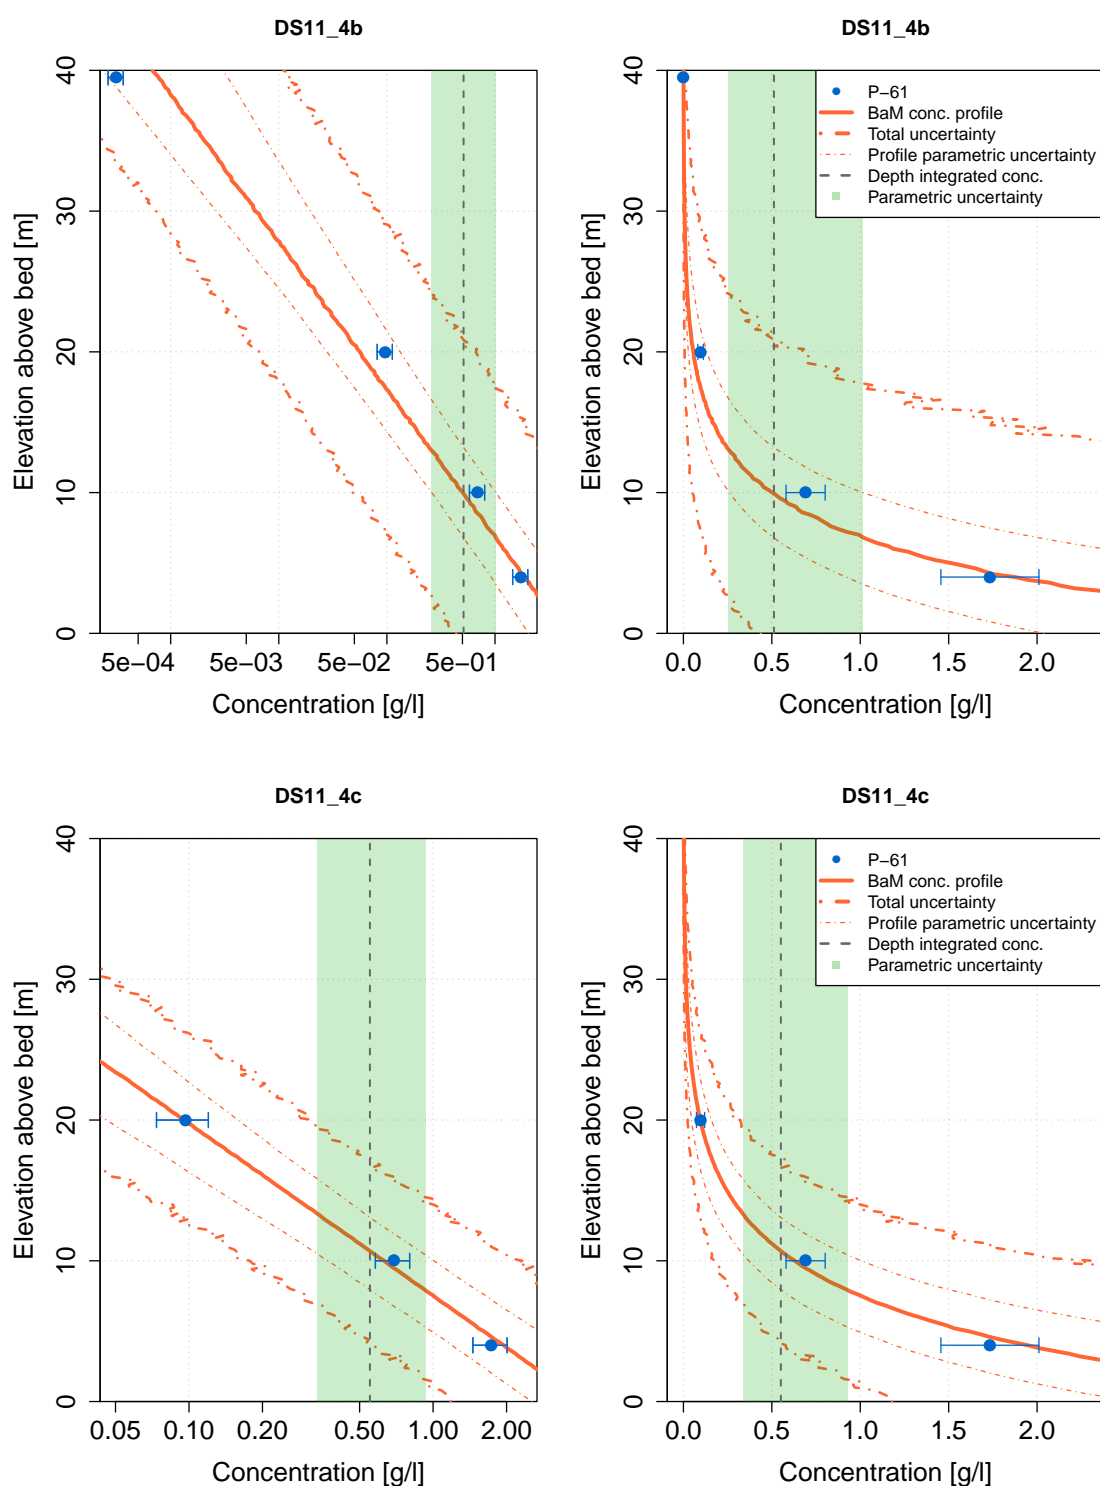 DS11_4b
Elevation above bed [m]
40
30
20
10
0
5e−04 5e−03 5e−02 5e−01
Concentration [g/l]
DS11_4b
P−61
BaM conc. profile
Total uncertainty
Profile parametric uncertainty
Depth integrated conc.
Parametric uncertainty
Elevation above bed [m]
40
30
20
10
0
0.0 0.5 1.0 1.5 2.0
Concentration [g/l]
DS11_4c
Elevation above bed [m]
40
30
20
10
0
0.05 0.10 0.20 0.50 1.00 2.00
Concentration [g/l]
DS11_4c
P−61
BaM conc. profile
Total uncertainty
Profile parametric uncertainty
Depth integrated conc.
Parametric uncertainty
Elevation above bed [m]
40
30
20
10
0
0.0 0.5 1.0 1.5 2.0
Concentration [g/l]